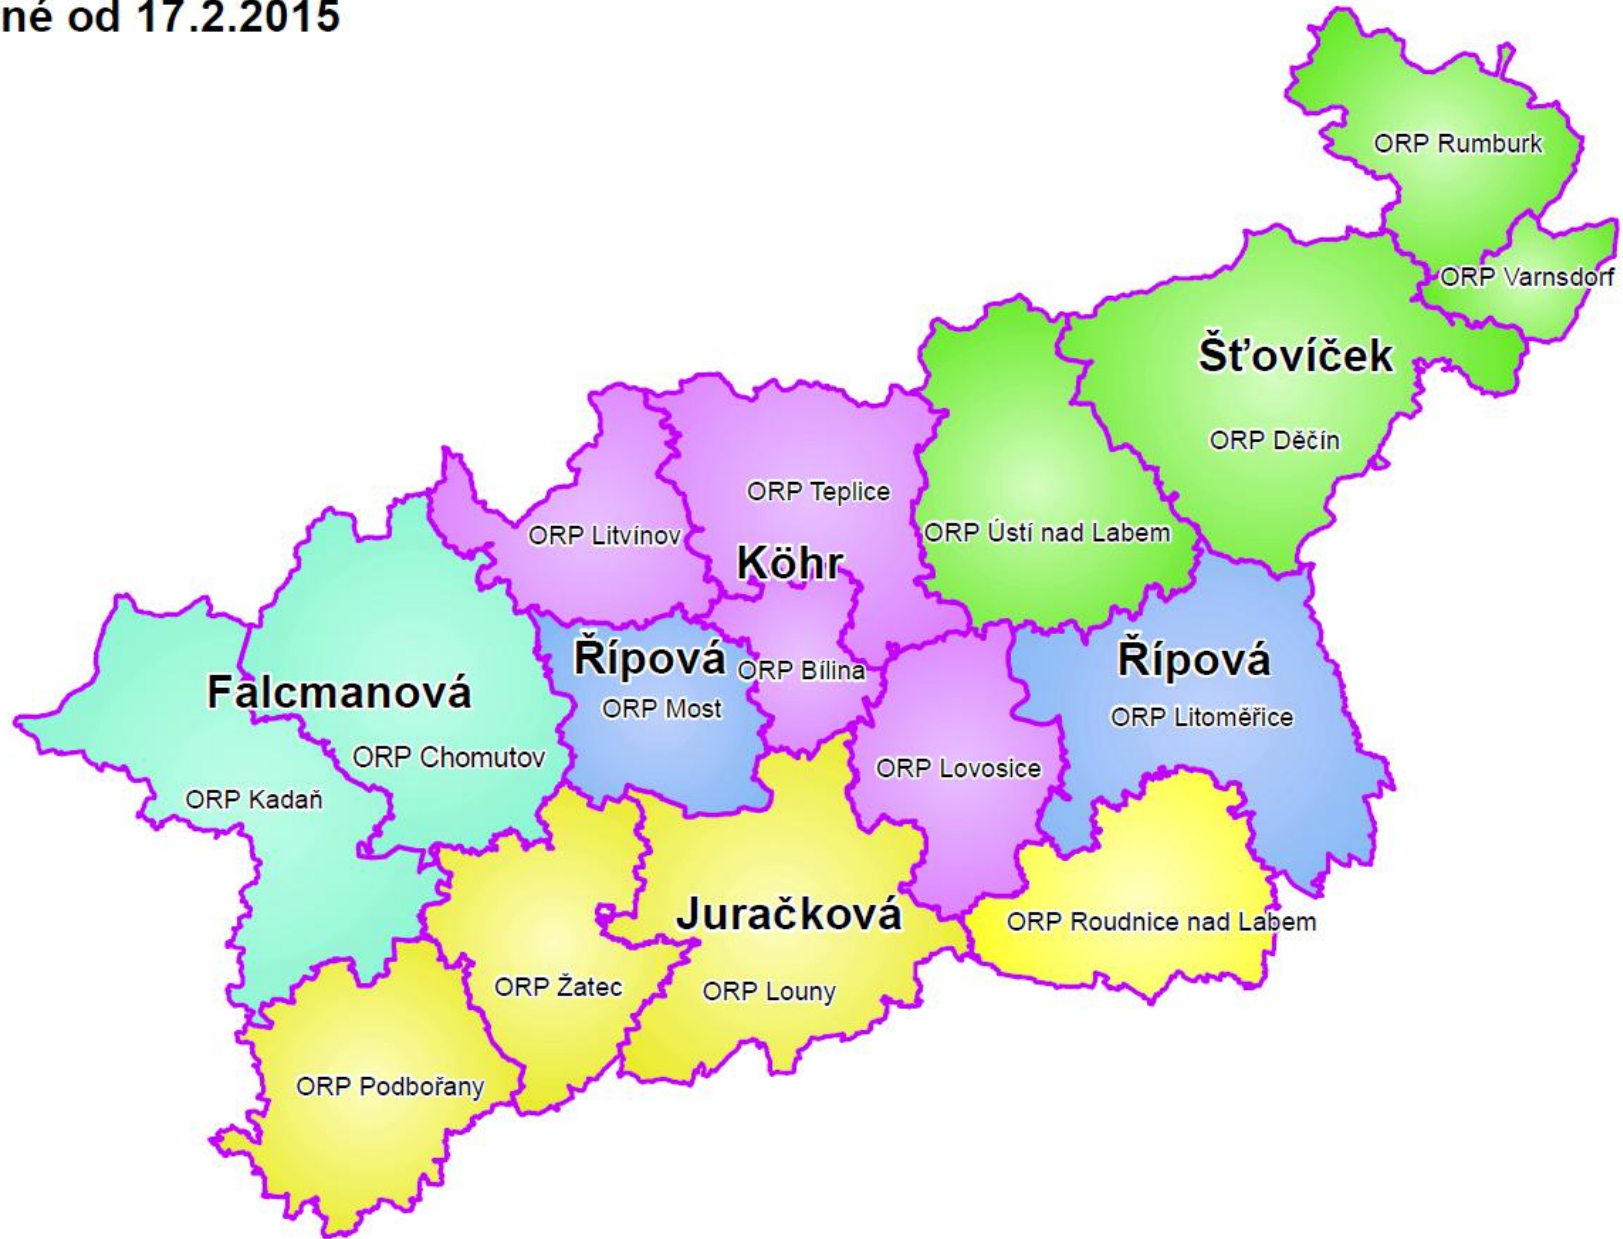 né od 17.2.2015
ORP Rumburk
ORP Varnsdorf
Šťovíček
ORP Děčín
ORP Teplice
ORP Litvínov
ORP Ústí nad Labem
Köhr
Řípová
ORP Bílina
Řípová
Falcmanová
ORP Most
ORP Litoměřice
ORP Chomutov
ORP Lovosice
ORP Kadaň
Juračková
ORP Roudnice nad Labem
ORP Žatec
ORP Louny
ORP Podbořany